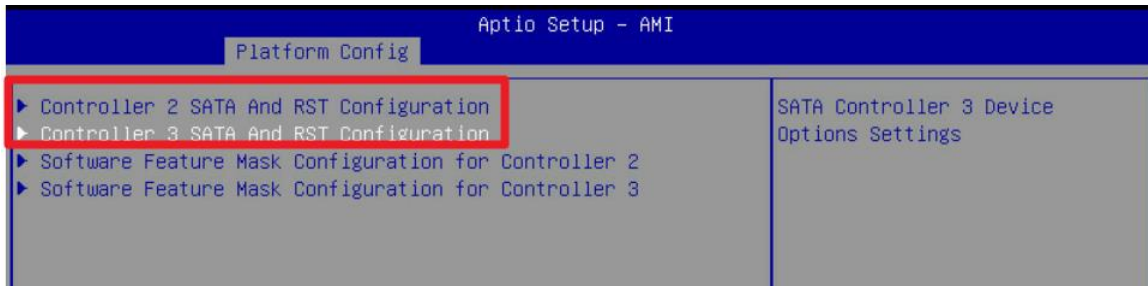 Aptio Setup – AMI
Platform Config
Controller 2 SATA And RST Configuration
Controller 3 SATA And RST Configuration
Software Feature Mask Configuration for Controller 2
Software Feature Mask Configuration for Controller 3
SATA Controller 3 Device
Options Settings